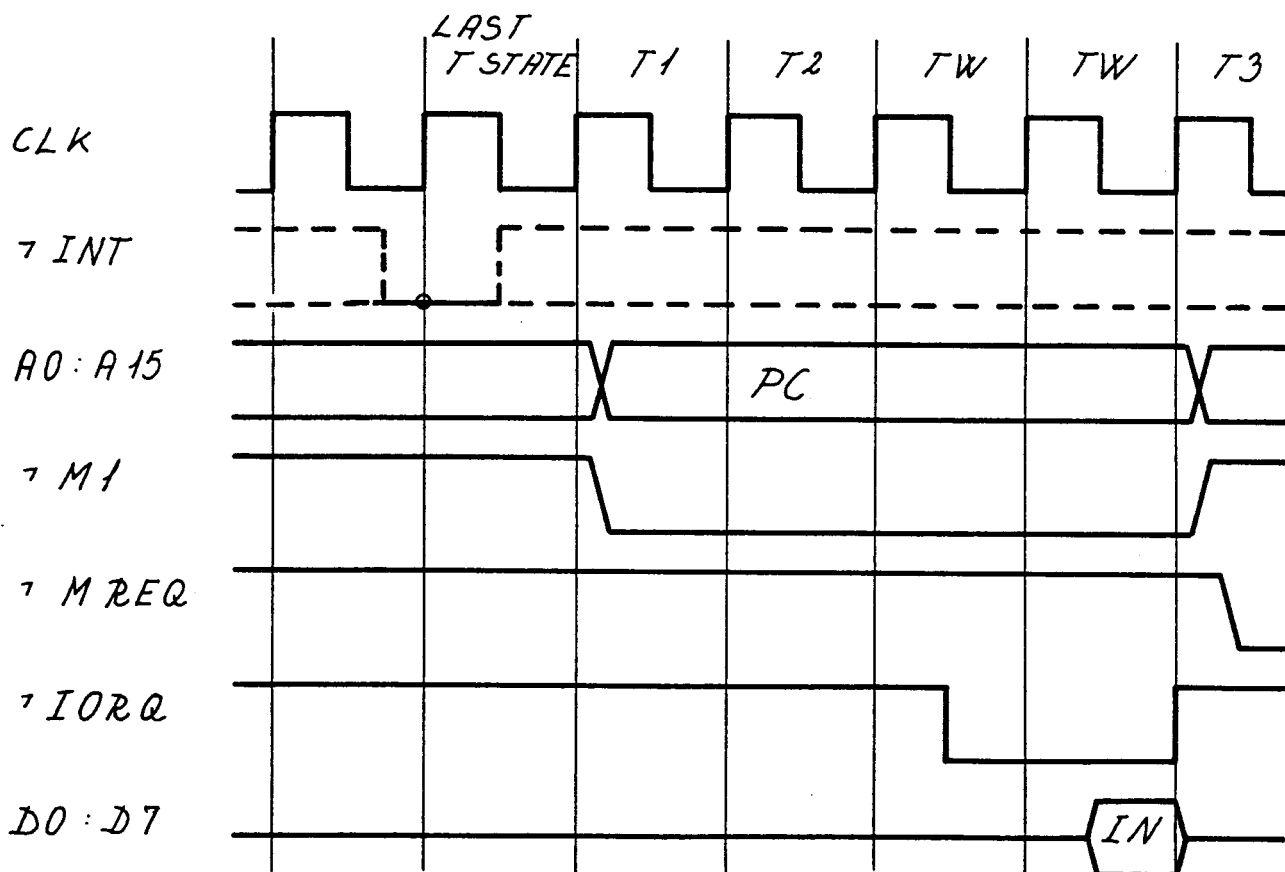 LAST
T STATE T1 T2 TW TW T3
CLK
¬ INT
A0:A15 PC
¬ M1
¬ MREQ
¬ IORQ
D0:D7 IN